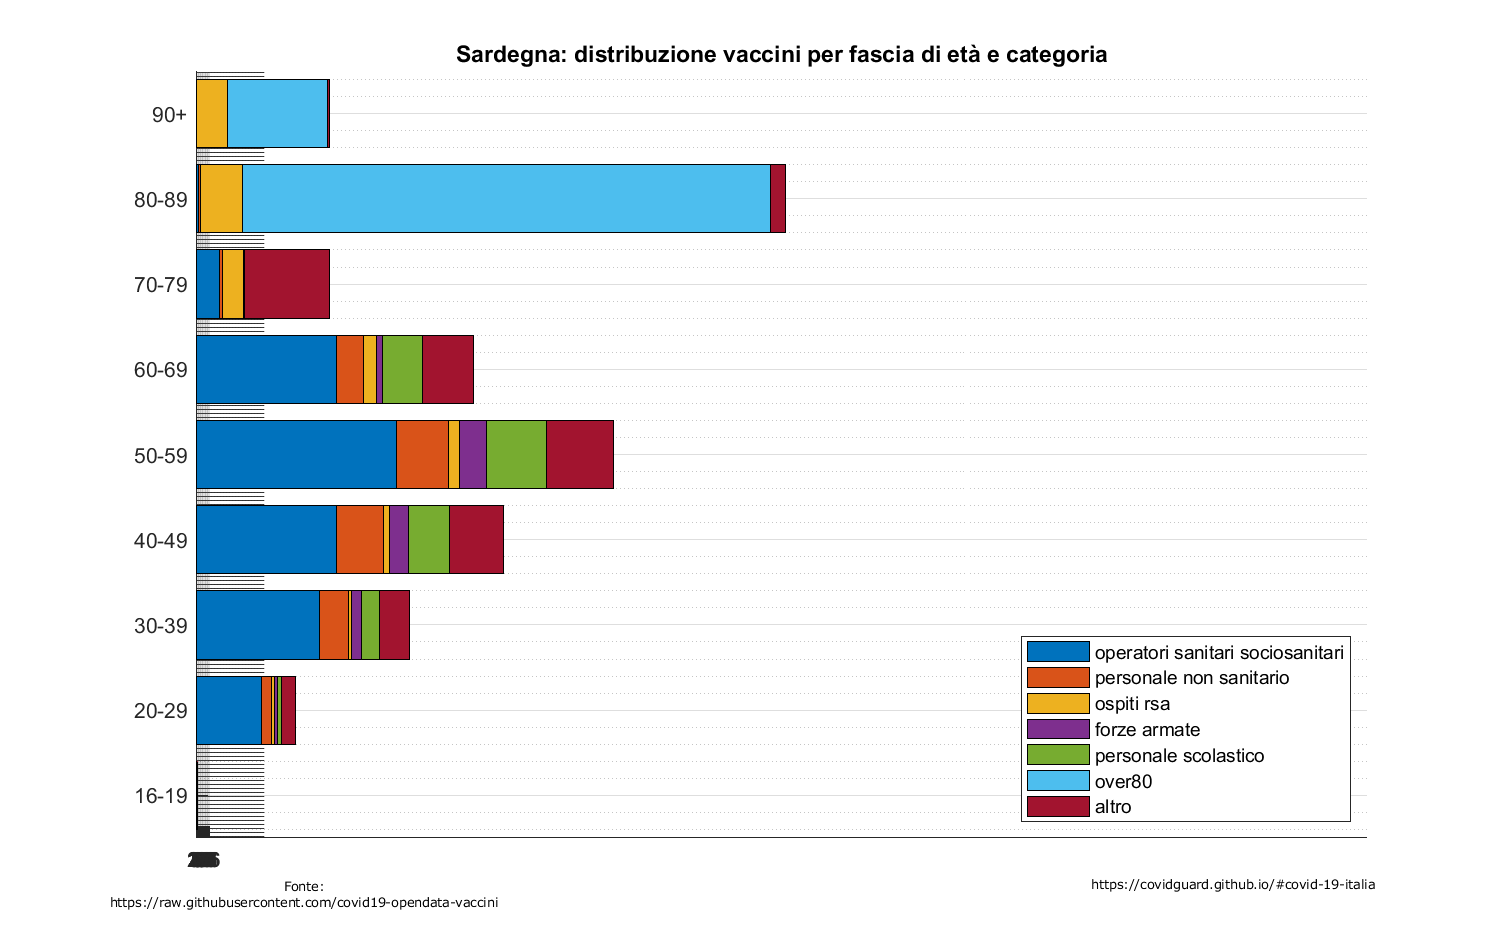 Sardegna: distribuzione vaccini per fascia di età e categoria
90+
80-89
70-79
60-69
50-59
40-49
30-39
20-29
16-19
operatori sanitari sociosanitari
personale non sanitario
ospiti rsa
forze armate
personale scolastico
over80
altro
Fonte:
https://raw.githubusercontent.com/covid19-opendata-vaccini
https://covidguard.github.io/#covid-19-italia